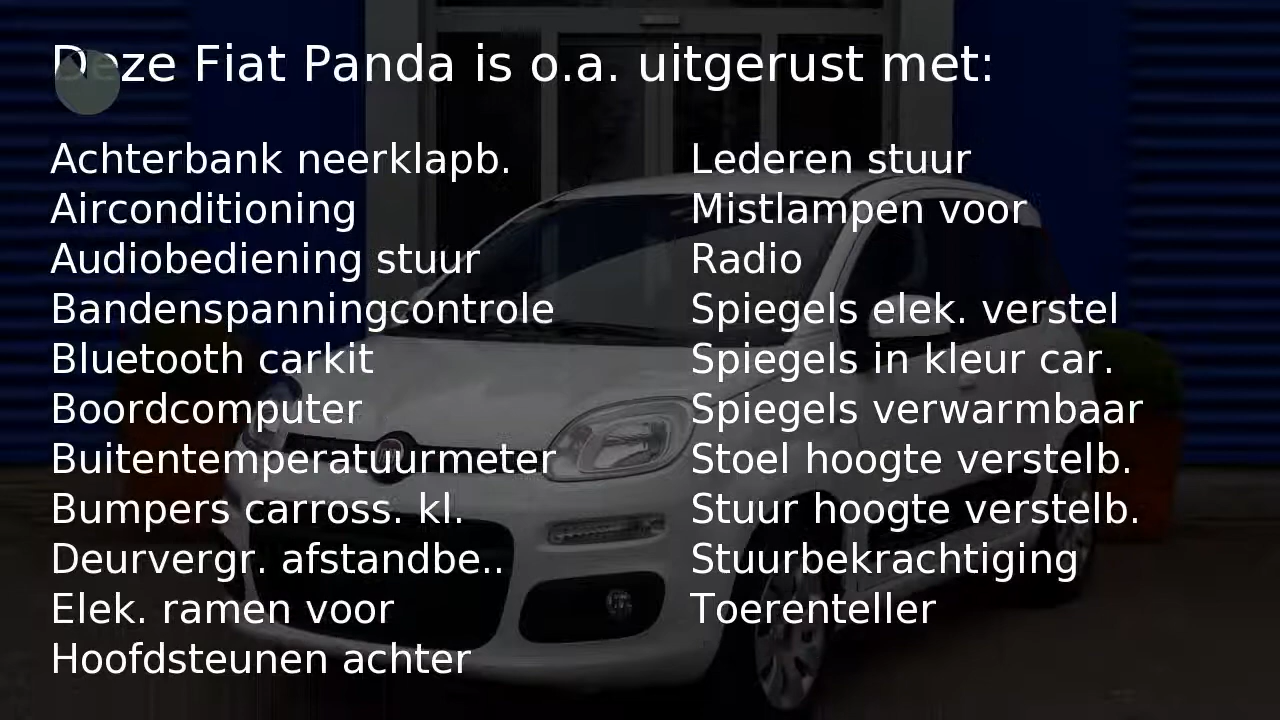 Deze Fiat Panda is o.a. uitgerust met:
Achterbank neerklapb.
Airconditioning
Audiobediening stuur
Bandenspanningcontrole
Bluetooth carkit
Boordcomputer
Buitentemperatuurmeter
Bumpers carross. kl.
Deurvergr. afstandbe..
Elek. ramen voor
Hoofdsteunen achter
Lederen stuur
Mistlampen voor
Radio
Spiegels elek. verstel
Spiegels in kleur car.
Spiegels verwarmbaar
Stoel hoogte verstelb.
Stuur hoogte verstelb.
Stuurbekrachtiging
Toerenteller